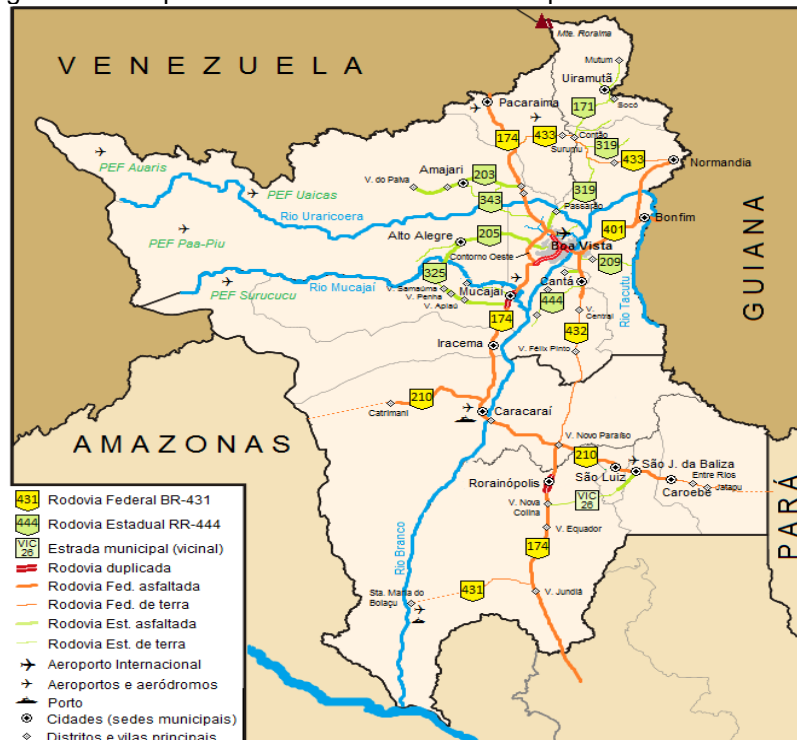 Mte. Roraima
VENEZUELA
Mutum
Uiramutã
Pacaraima
171
Socó
174
433
Contão
Surumu
319
433
Normandia
PEF Auaris
Amajari
203
V. do Paiva
PEF Uaicas
343
319
Passarão
Rio Uraricoera
Bonfim
Alto Alegre
205
401
PEF Paa-Piu
Boa Vista
Contorno Oeste
209
GUIANA
325
Cantá
Rio Mucajaí
V. Samaúma
V. Penha
V. Apiaú
Mucajaí
444
Rio Tacutu
PEF Surucucu
174
V. Central
432
Iracema
V. Félix Pinto
210
Catrimani
Caracaraí
AMAZONAS
V. Novo Paraíso
210
São J. da Baliza
São Luiz
Entre Rios
Rorainópolis
Caroebe
Jatapu
PARÁ
V. Nova Colina
VIC 26
V. Equador
Rio Branco
174
Sta. Maria do Boiaçu
431
V. Jundiá
431 Rodovia Federal BR-431
444 Rodovia Estadual RR-444
VIC 26 Estrada municipal (vicinal)
Rodovia duplicada
Rodovia Fed. asfaltada
Rodovia Fed. de terra
Rodovia Est. asfaltada
Rodovia Est. de terra
Aeroporto Internacional
Aeroportos e aeródromos
Porto
Cidades (sedes municipais)
Distritos e vilas principais